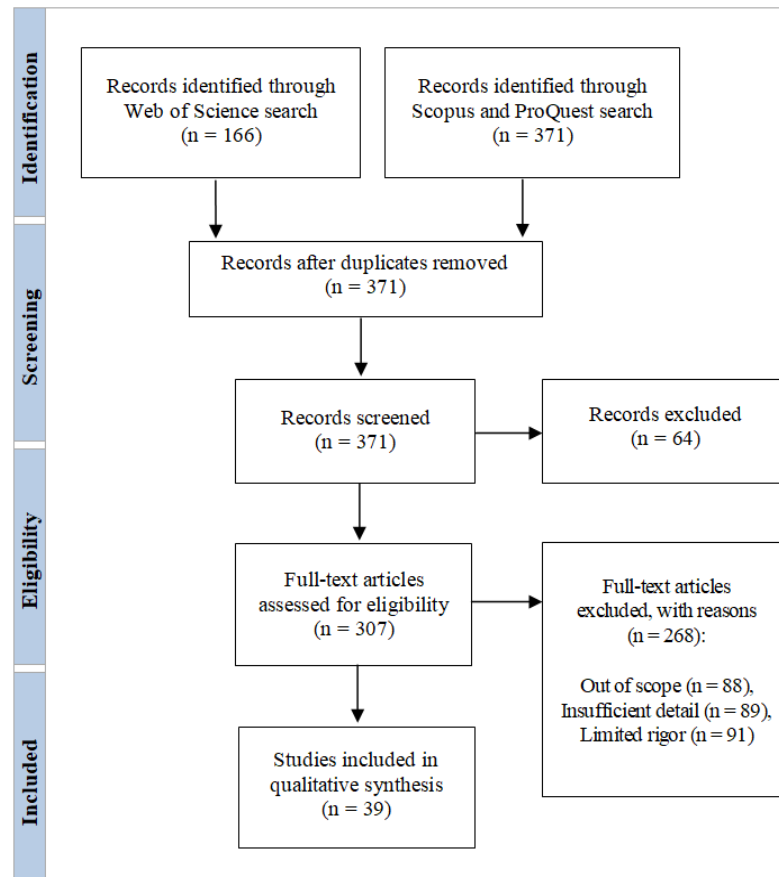 Identification
Records identified through
Web of Science search
(n = 166)
Records identified through
Scopus and ProQuest search
(n = 371)
Screening
Records after duplicates removed
(n = 371)
Records screened
(n = 371)
Records excluded
(n = 64)
Eligibility
Full-text articles
assessed for eligibility
(n = 307)
Full-text articles
excluded, with reasons
(n = 268):
Out of scope (n = 88),
Insufficient detail (n = 89),
Limited rigor (n = 91)
Included
Studies included in
qualitative synthesis
(n = 39)